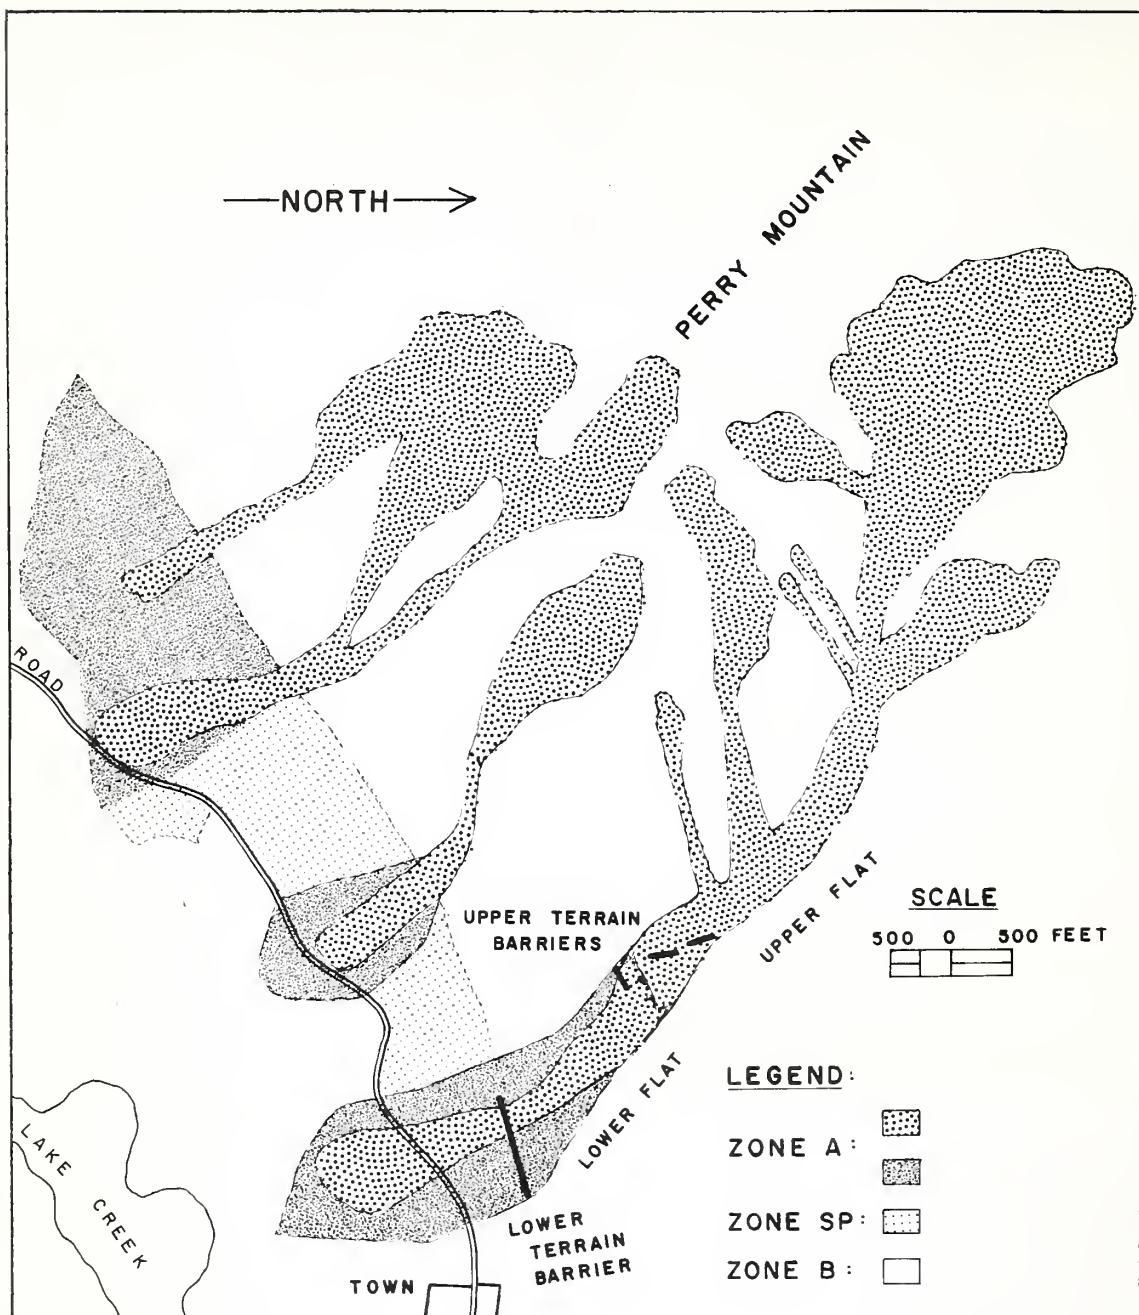 NORTH
PERRY MOUNTAIN
ROAD
UPPER TERRAIN
BARRIERS
UPPER FLAT
SCALE
500 0 500 FEET
LOWER FLAT
LEGEND:
ZONE A:
ZONE SP:
ZONE B:
LAKE CREEK
LOWER
TERRAIN
BARRIER
TOWN